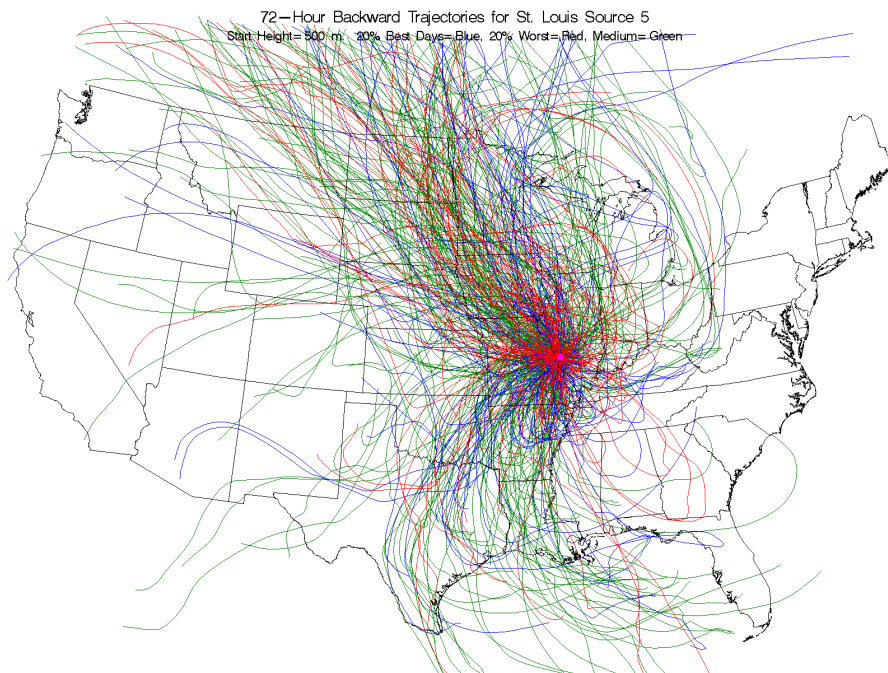 72-Hour Backward Trajectories for St. Louis Source 5
Start Height= 500 m. 20% Best Days= Blue, 20% Worst= Red, Medium= Green